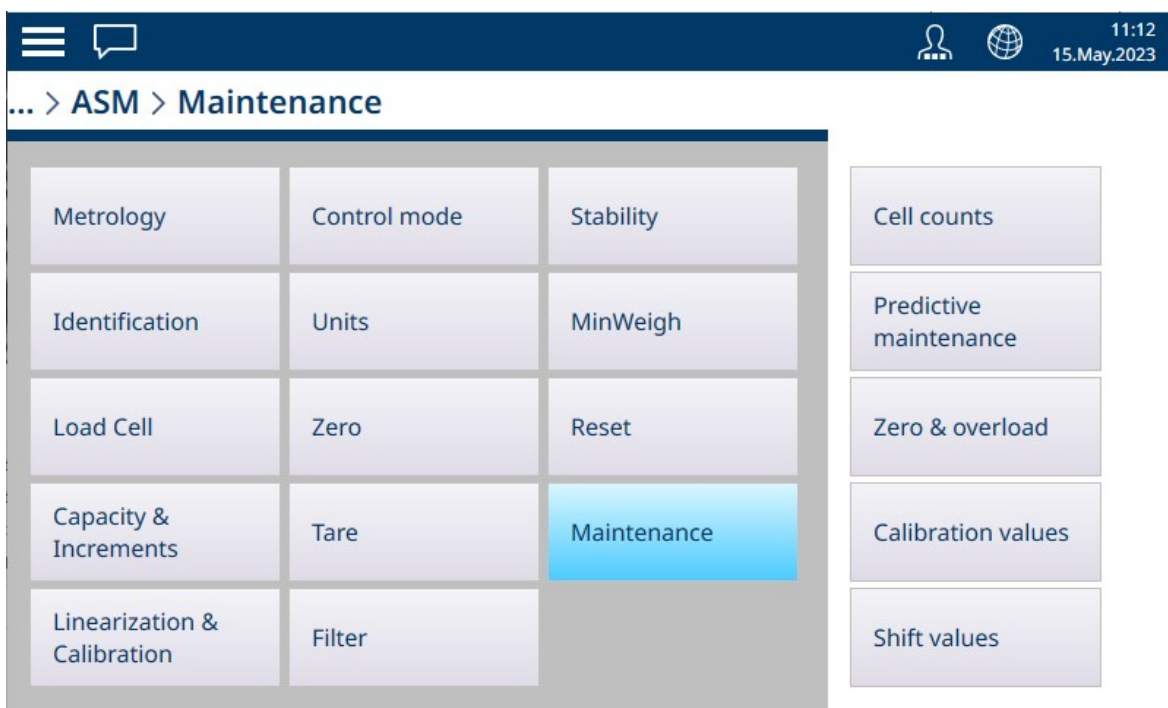 11:12
15.May.2023
... > ASM > Maintenance
Metrology
Control mode
Stability
Cell counts
Identification
Units
MinWeigh
Predictive
maintenance
Load Cell
Zero
Reset
Zero & overload
Capacity &
Increments
Tare
Maintenance
Calibration values
Linearization &
Calibration
Filter
Shift values